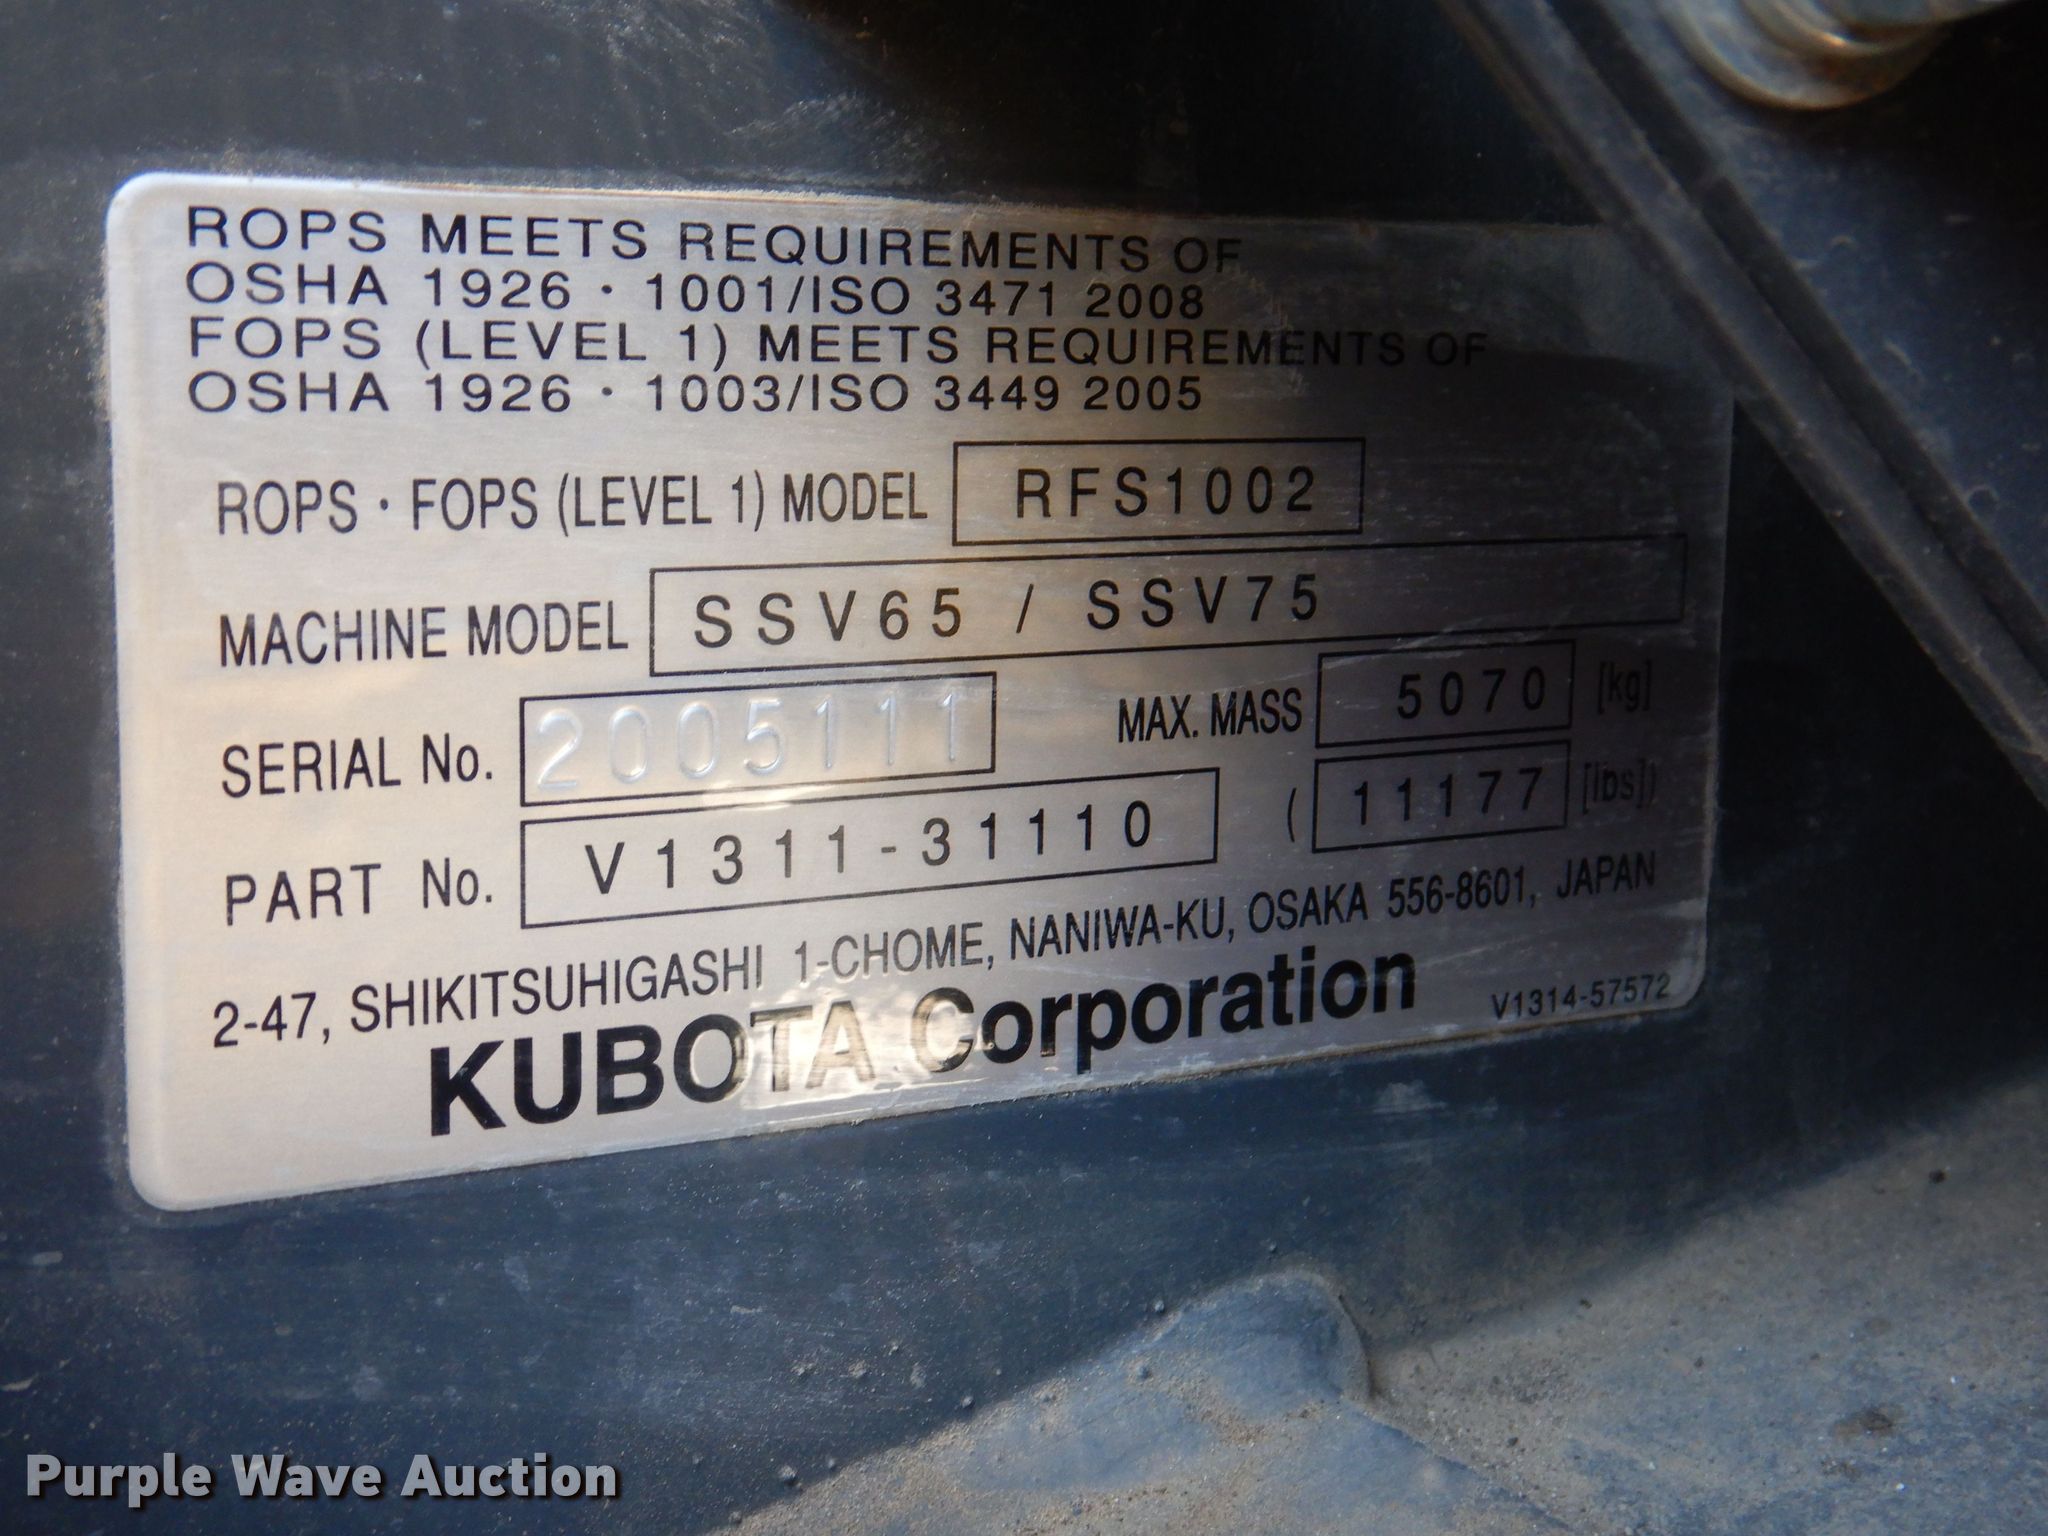 ROPS MEETS REQUIREMENTS OF
OSHA 1926 · 1001/ISO 3471 2008
FOPS (LEVEL 1) MEETS REQUIREMENTS OF
OSHA 1926 · 1003/ISO 3449 2005
ROPS · FOPS (LEVEL 1) MODEL RFS1002
MACHINE MODEL SSV65 / SSV75
SERIAL No. 2005111 MAX. MASS 5070 [kg]
PART No. V1311-31110 (11177 [lbs])
2-47, SHIKITSUHIGASHI 1-CHOME, NANIWA-KU, OSAKA 556-8601, JAPAN
KUBOTA Corporation V1314-57572
Purple Wave Auction